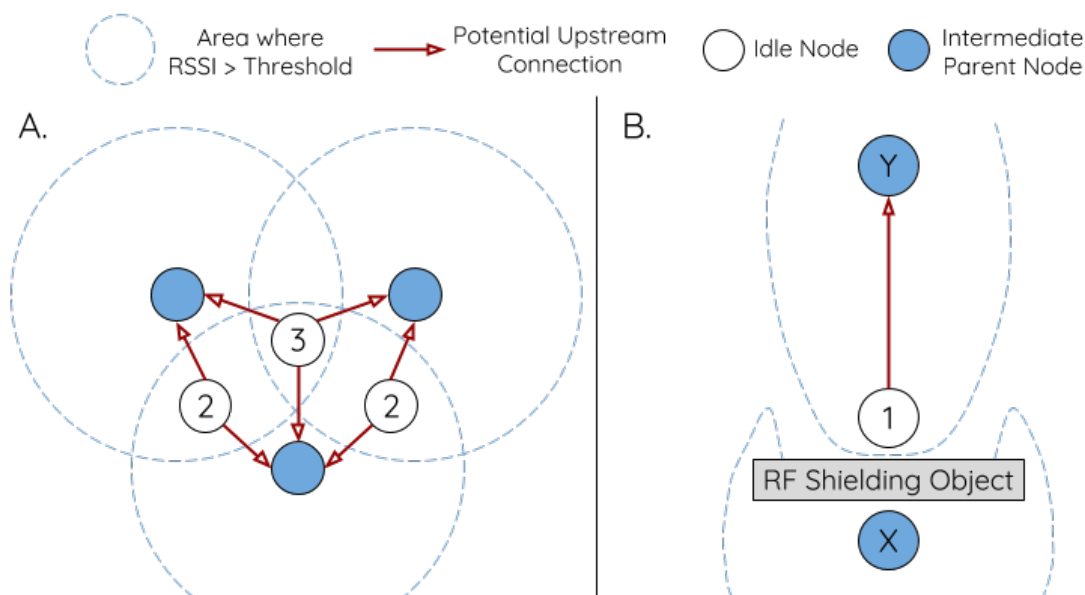 Area where
RSSI > Threshold
Potential Upstream
Connection
Idle Node
Intermediate
Parent Node
A.
B.
Y
3
2
2
1
RF Shielding Object
X